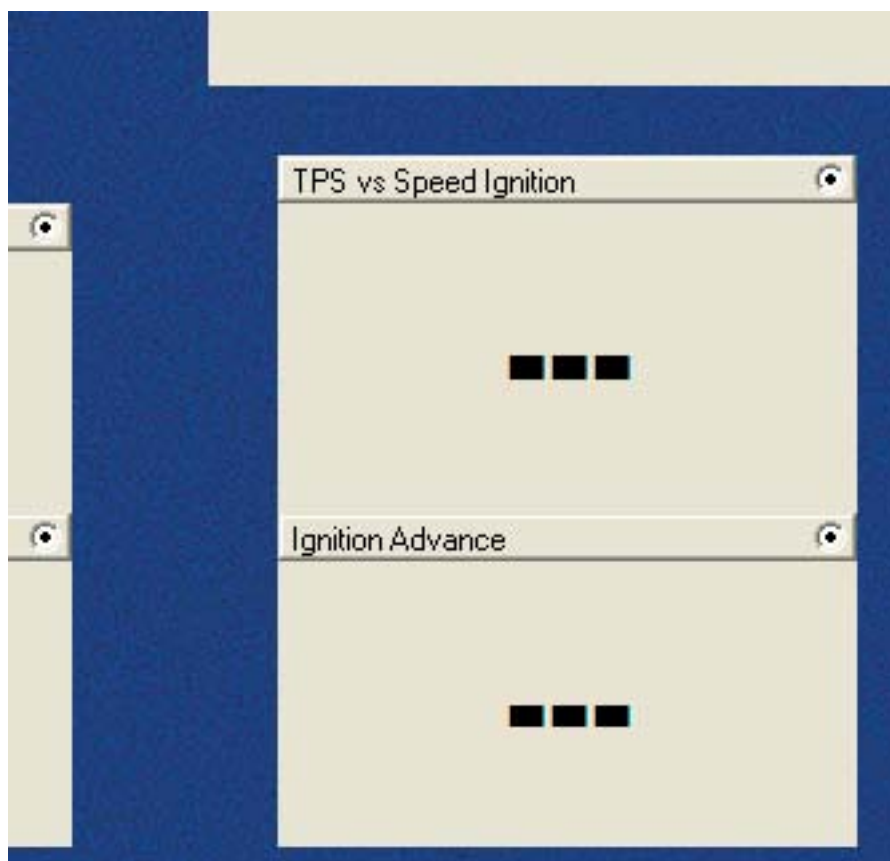 TPS vs Speed Ignition
---
Ignition Advance
---